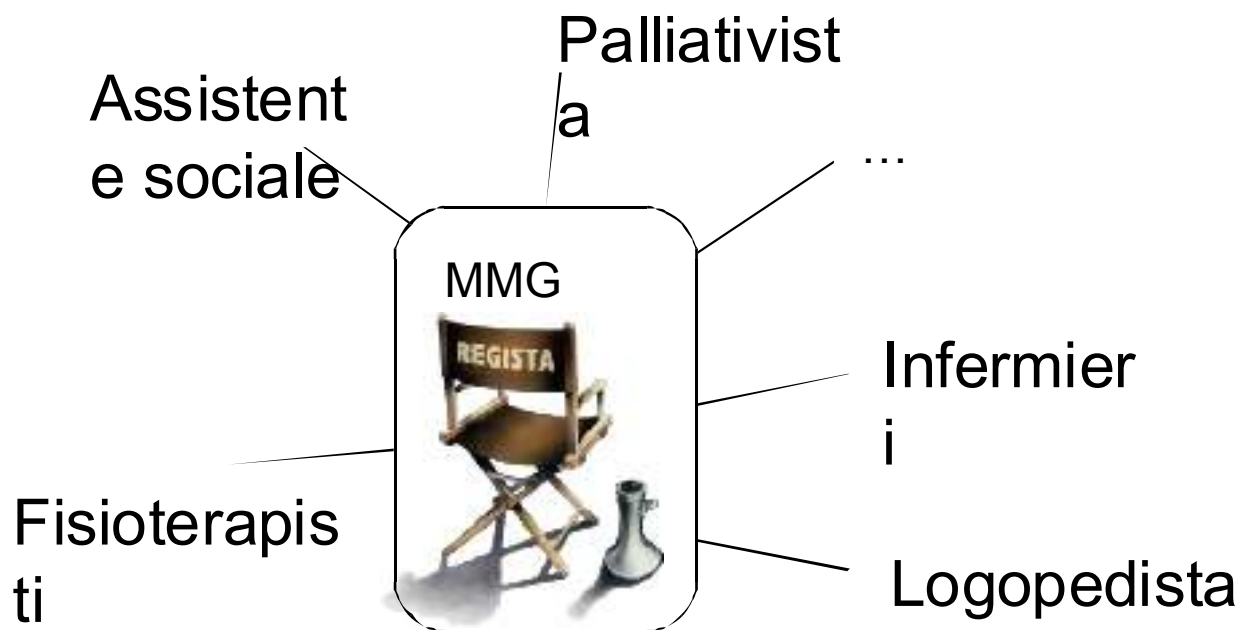 Palliativist
a
Assistent
e sociale
...
MMG
REGISTA
Infermier
i
Fisioterapis
ti
Logopedista